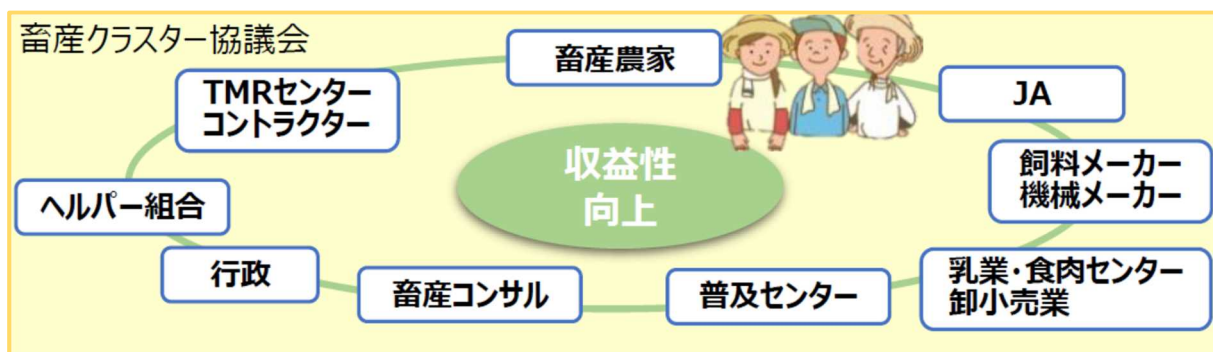 畜産クラスター協議会
畜産農家
TMRセンター
コントラクター
JA
収益性
向上
飼料メーカー
機械メーカー
ヘルパー組合
行政
畜産コンサル
普及センター
乳業・食肉センター
卸小売業